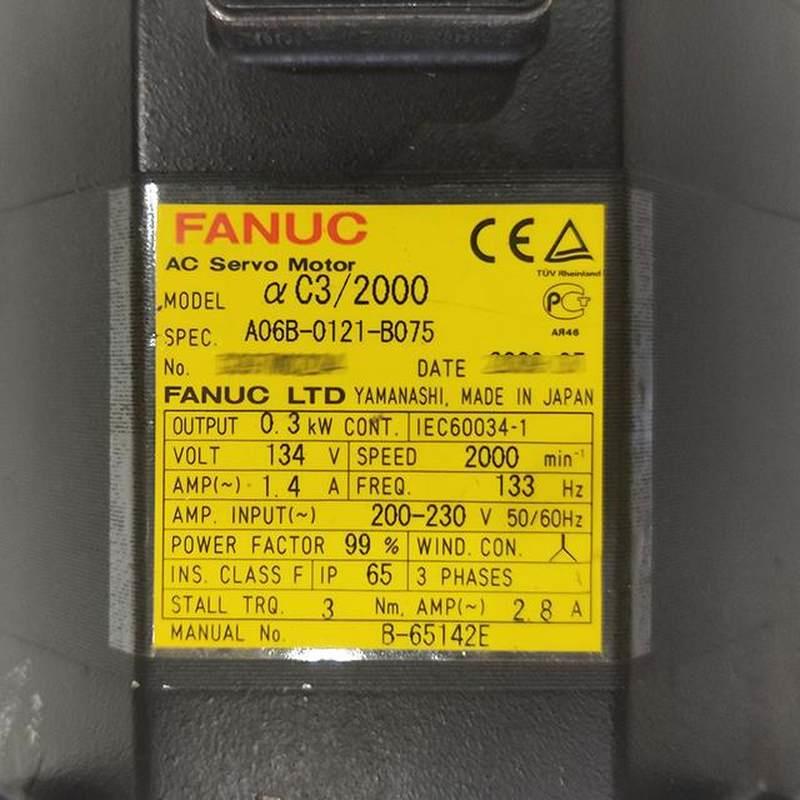 FANUC
CE
TÜV Rheinland
AC Servo Motor
MODEL αC3/2000
PCT
АЯ46
SPEC. A06B-0121-B075
No. DATE
FANUC LTD YAMANASHI, MADE IN JAPAN
OUTPUT 0.3 kW CONT. IEC60034-1
VOLT 134 V SPEED 2000 min⁻¹
AMP(~) 1.4 A FREQ. 133 Hz
AMP. INPUT(~) 200-230 V 50/60Hz
POWER FACTOR 99 % WIND. CON.
INS. CLASS F IP 65 3 PHASES
STALL TRQ. 3 Nm, AMP(~) 2.8 A
MANUAL No. B-65142E